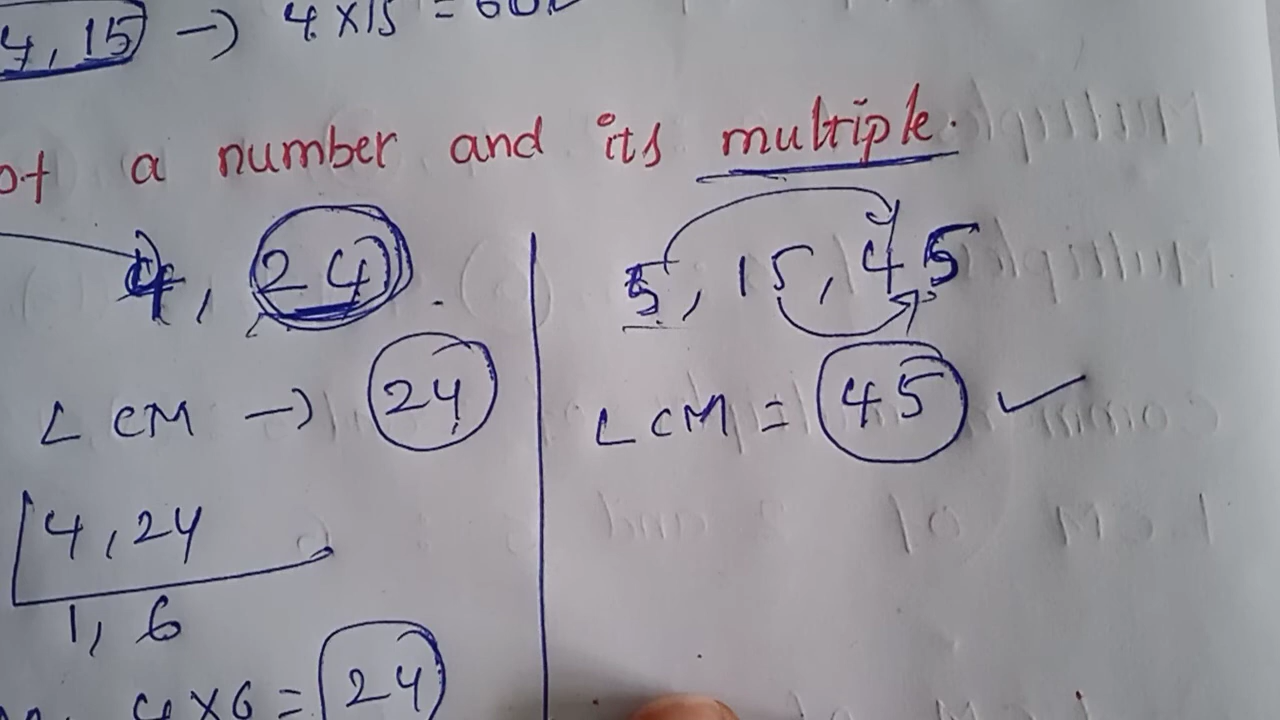 4, 15 → 4 × 15 = 60
of a number and its multiple.
4, 24.
LCM → 24
4, 24
1, 6
4 × 6 = 24
5, 15, 45
LCM = 45 ✓